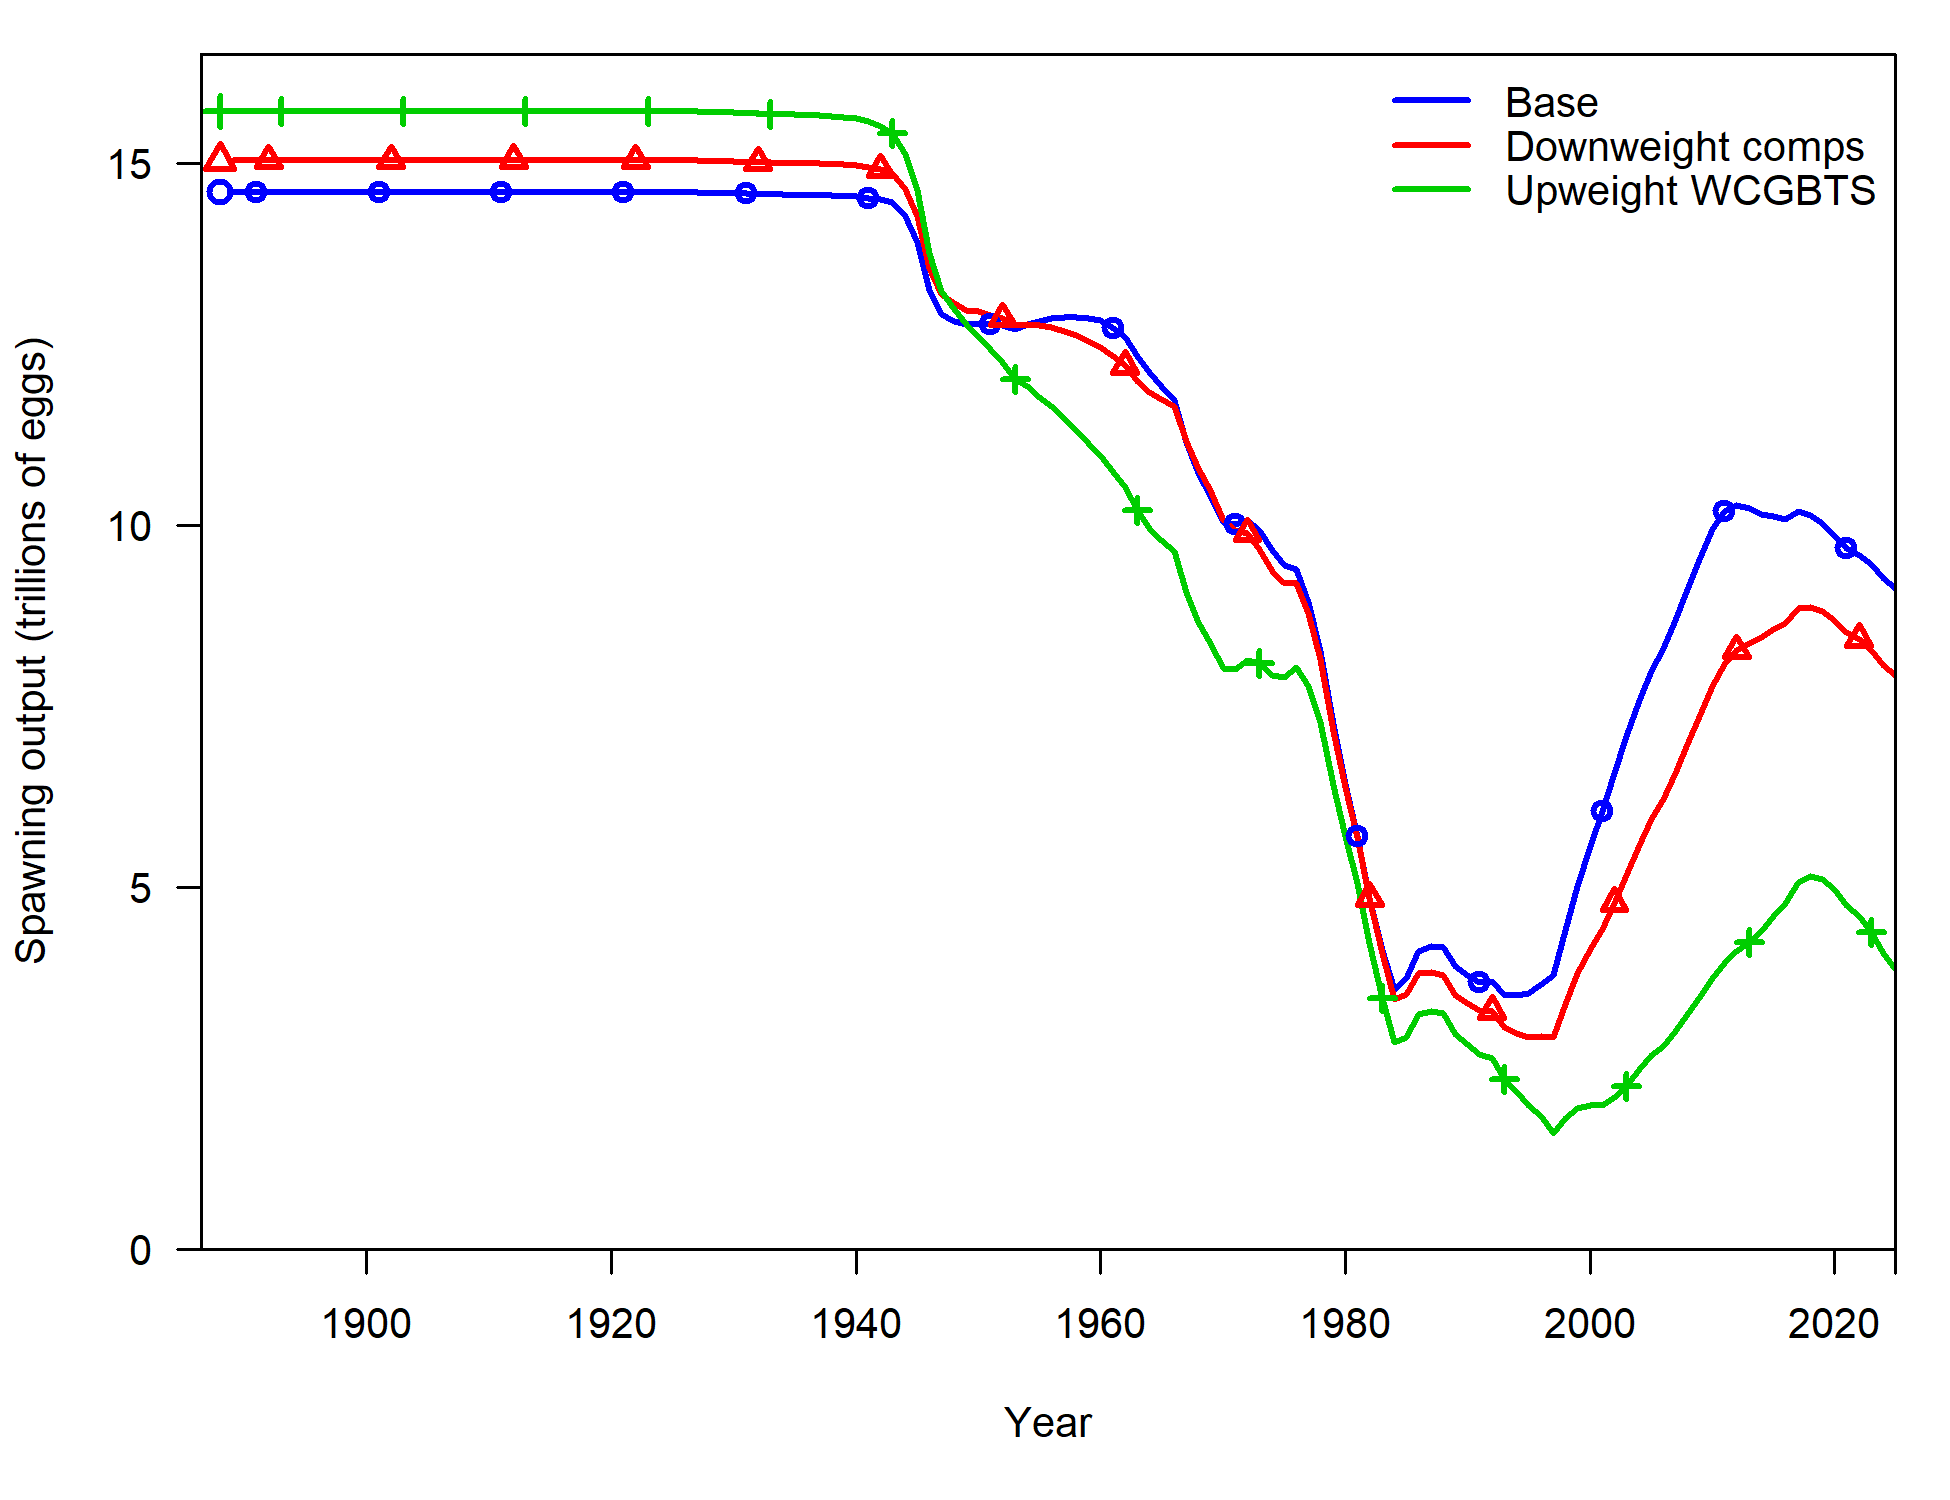 Base
Downweight comps
Upweight WCGBTS
Spawning output (trillions of eggs)
15
10
5
0
1900 1920 1940 1960 1980 2000 2020
Year